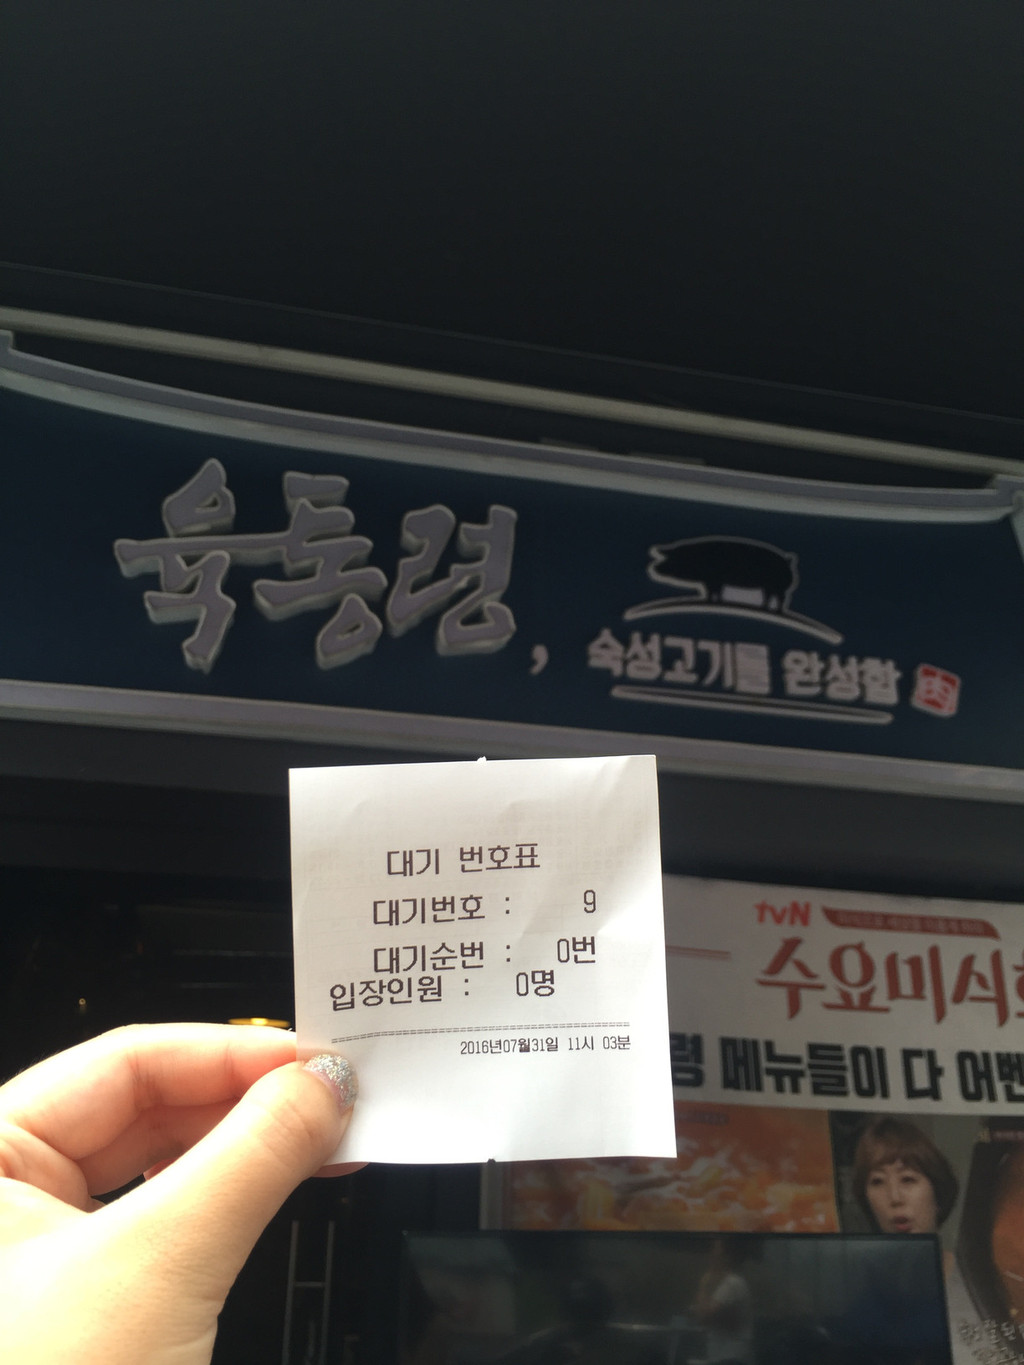 육통령,
숙성고기를 완성함
대기 번호표
대기번호 : 9
대기순번 : 0번
입장인원 : 0명
2016년07월31일 11시 03분
tvN
수요미식회
령 메뉴들이 다 어벤